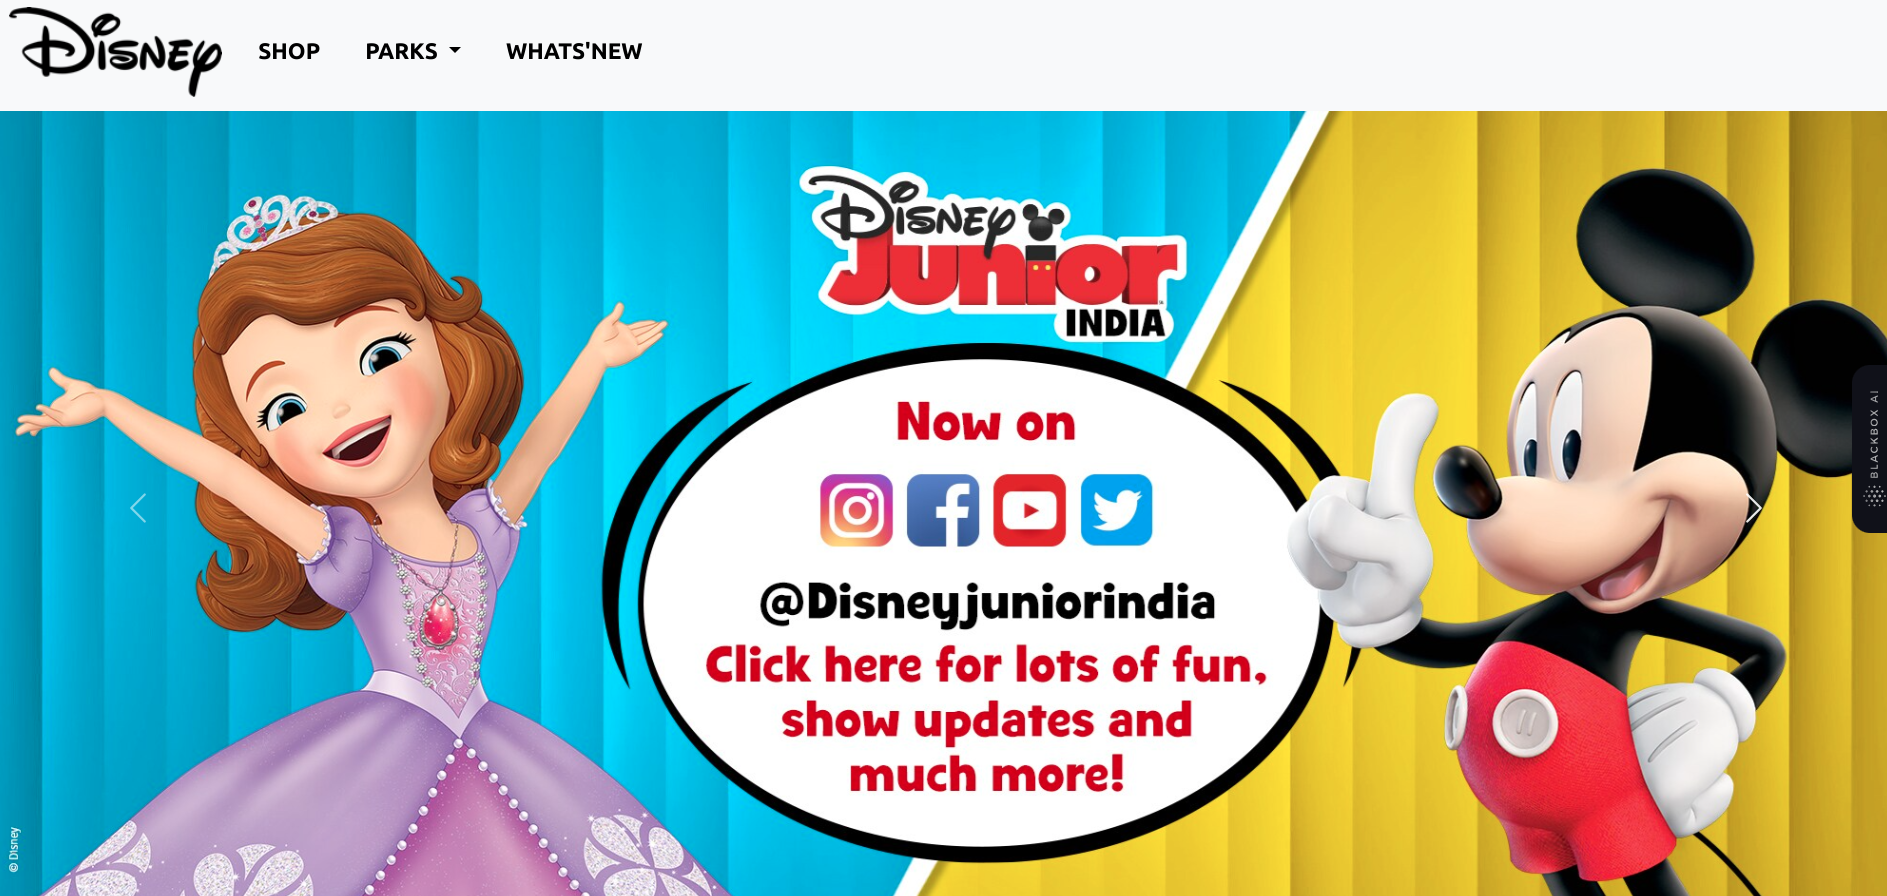 Disney
SHOP
PARKS
WHATS'NEW
Disney
Junior
INDIA
Now on
@Disneyjuniorindia
Click here for lots of fun,
show updates and
much more!
BLACKBOX AI
© Disney